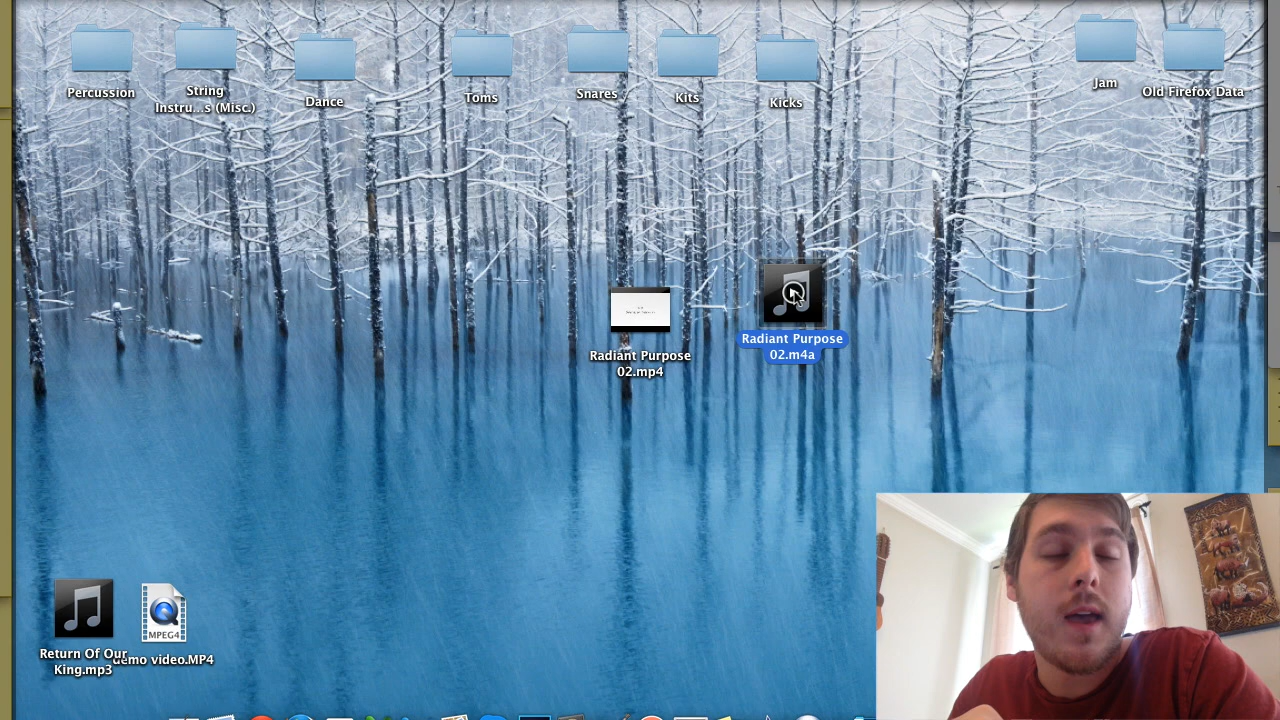 Percussion
String
Instru...s (Misc.)
Dance
Toms
Snares
Kits
Kicks
Jam
Old Firefox Data
Radiant Purpose
02.mp4
Radiant Purpose
02.m4a
MPEG4
Return Of Our
King.mp3
demo video.MP4